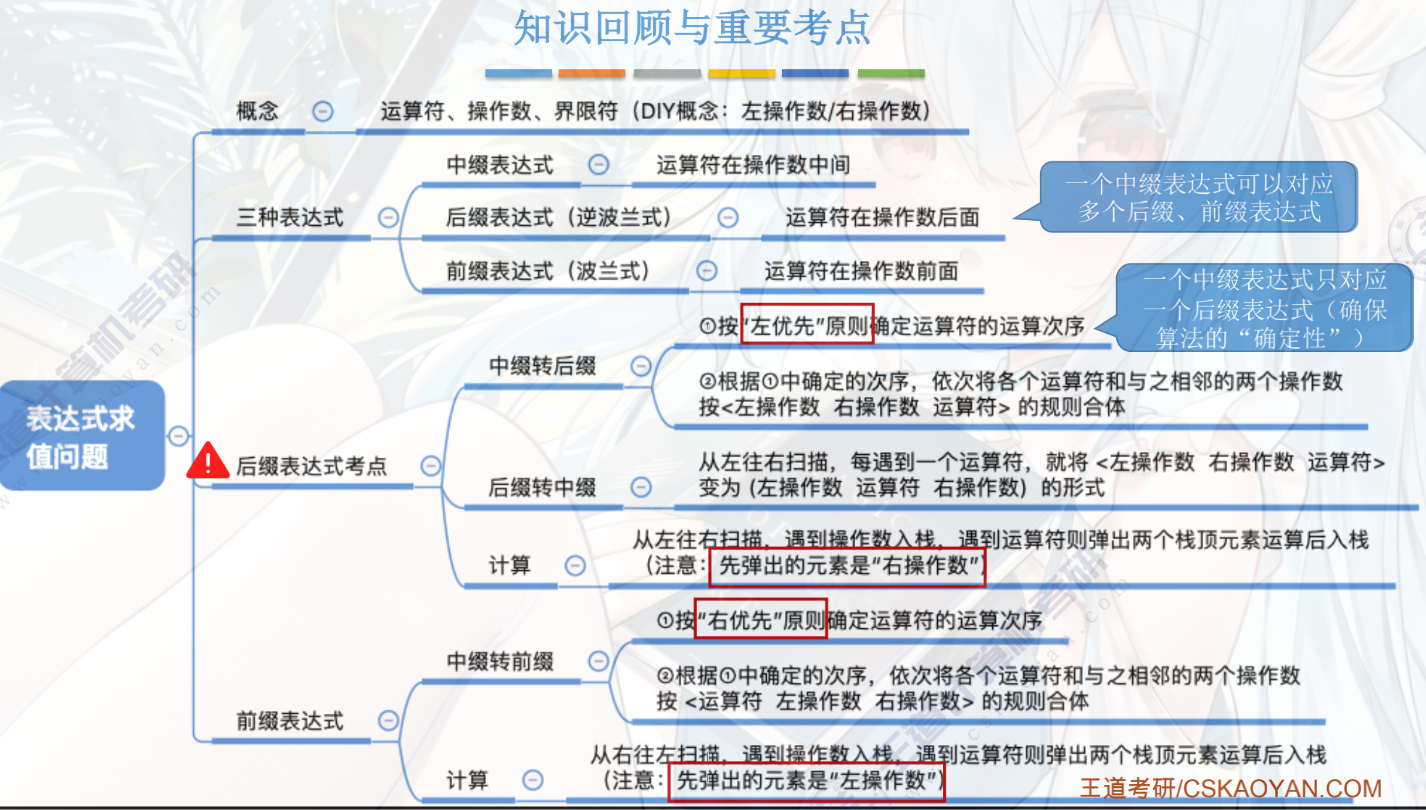 知识回顾与重要考点
概念
运算符、操作数、界限符（DIY概念：左操作数/右操作数）
三种表达式
中缀表达式
运算符在操作数中间
后缀表达式（逆波兰式）
运算符在操作数后面
前缀表达式（波兰式）
运算符在操作数前面
一个中缀表达式可以对应
多个后缀、前缀表达式
表达式求
值问题
后缀表达式考点
中缀转后缀
①按“左优先”原则确定运算符的运算次序
一个中缀表达式只对应
一个后缀表达式（确保
算法的“确定性”）
②根据①中确定的次序，依次将各个运算符和与之相邻的两个操作数
按<左操作数 右操作数 运算符> 的规则合体
后缀转中缀
从左往右扫描，每遇到一个运算符，就将 <左操作数 右操作数 运算符>
变为 (左操作数 运算符 右操作数) 的形式
计算
从左往右扫描，遇到操作数入栈，遇到运算符则弹出两个栈顶元素运算后入栈
（注意：先弹出的元素是“右操作数”）
前缀表达式
中缀转前缀
①按“右优先”原则确定运算符的运算次序
②根据①中确定的次序，依次将各个运算符和与之相邻的两个操作数
按 <运算符 左操作数 右操作数> 的规则合体
计算
从右往左扫描，遇到操作数入栈，遇到运算符则弹出两个栈顶元素运算后入栈
（注意：先弹出的元素是“左操作数”）
王道考研/CSKAOYAN.COM